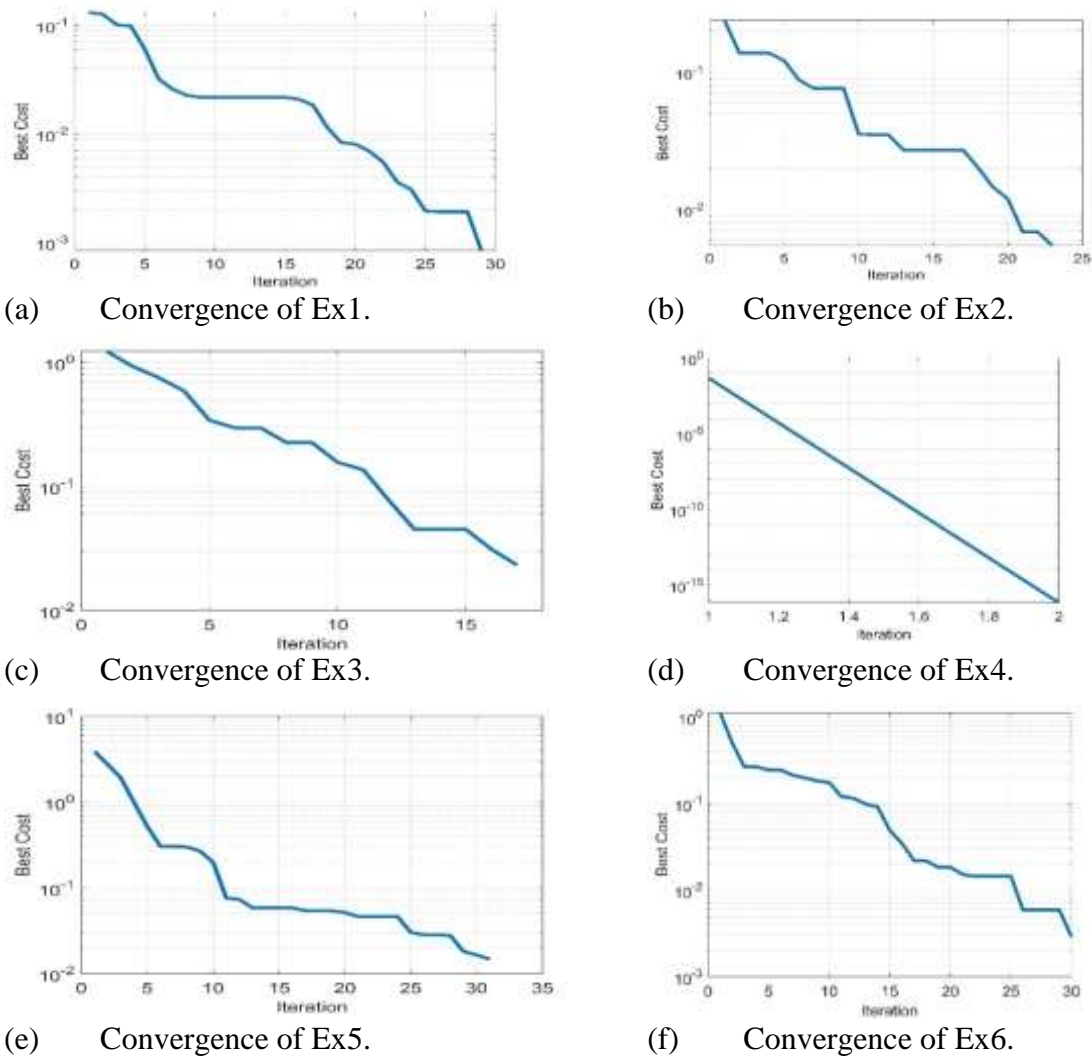 10^-1
10^-2
10^-3
Best Cost
0 5 10 15 20 25 30
Iteration
(a) Convergence of Ex1.
10^-1
10^-2
Best Cost
0 5 10 15 20 25
Iteration
(b) Convergence of Ex2.
10^0
10^-1
10^-2
Best Cost
0 5 10 15
Iteration
(c) Convergence of Ex3.
10^0
10^-5
10^-10
10^-15
Best Cost
1 1.2 1.4 1.6 1.8 2
Iteration
(d) Convergence of Ex4.
10^1
10^0
10^-1
10^-2
Best Cost
0 5 10 15 20 25 30 35
Iteration
(e) Convergence of Ex5.
10^0
10^-1
10^-2
10^-3
Best Cost
0 5 10 15 20 25 30
Iteration
(f) Convergence of Ex6.